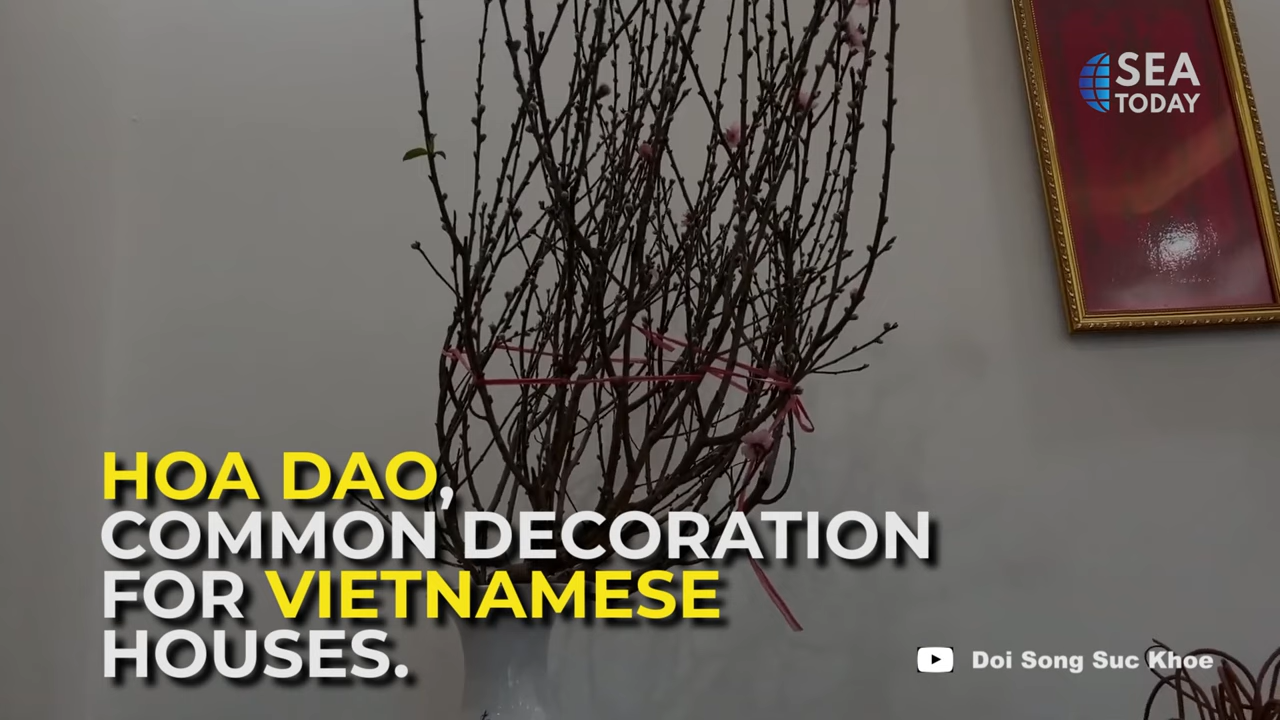 SEA
TODAY
HOA DAO,
COMMON DECORATION
FOR VIETNAMESE
HOUSES.
Doi Song Suc Khoe